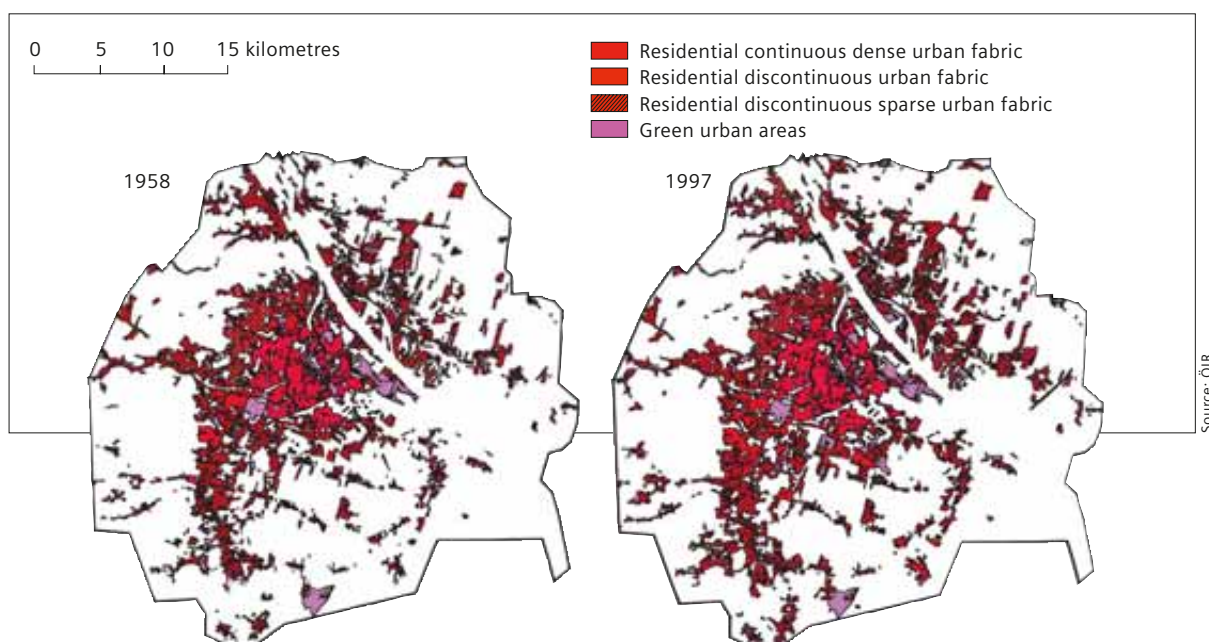 0 5 10 15 kilometres
Residential continuous dense urban fabric
Residential discontinuous urban fabric
Residential discontinuous sparse urban fabric
Green urban areas
1958
1997
Source: ÖIR